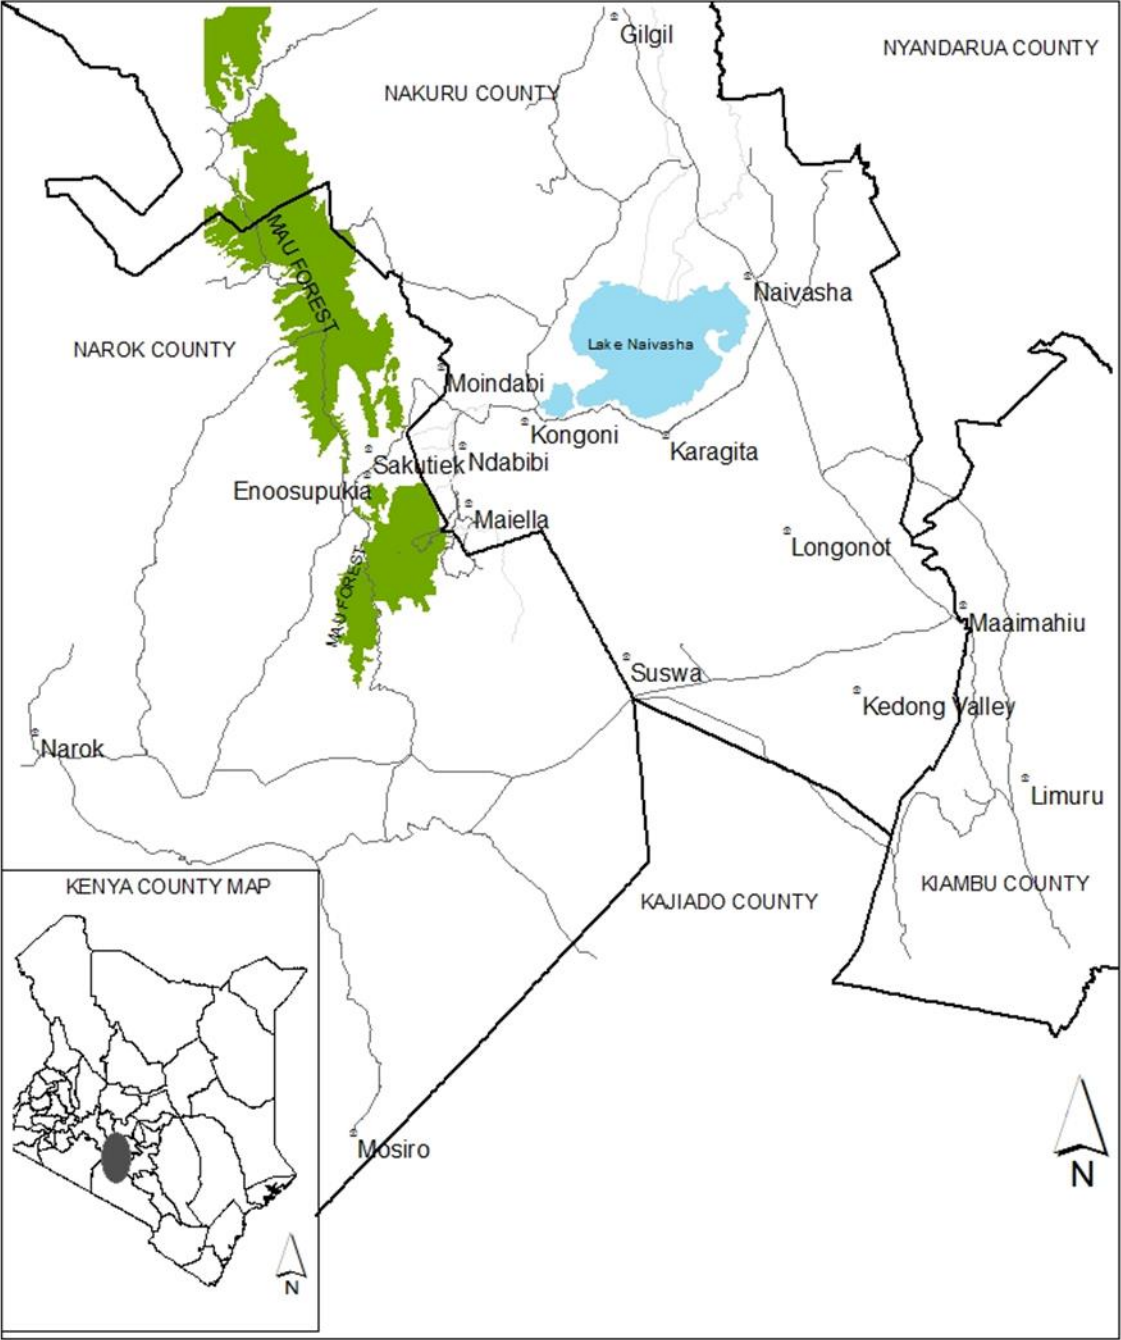 Gilgil
NYANDARUA COUNTY
NAKURU COUNTY
MAU FOREST
Naivasha
Lake Naivasha
NAROK COUNTY
Moindabi
Kongoni
Karagita
Sakutiek
Ndabibi
Enoosupukia
Maiella
Longonot
MAU FOREST
Maaimahiu
Suswa
Kedong Valley
Narok
Limuru
KENYA COUNTY MAP
KAJIADO COUNTY
KIAMBU COUNTY
Mosiro
N
N